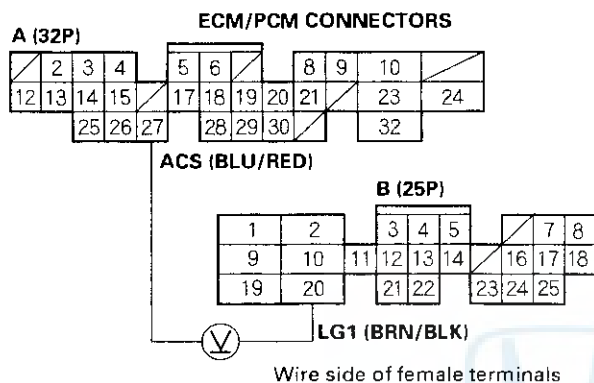 ECM/PCM CONNECTORS
A (32P)
2 3 4 5 6 8 9 10
12 13 14 15 17 18 19 20 21 23 24
25 26 27 28 29 30 32
ACS (BLU/RED)
B (25P)
1 2 3 4 5 7 8
9 10 11 12 13 14 16 17 18
19 20 21 22 23 24 25
V
LG1 (BRN/BLK)
Wire side of female terminals